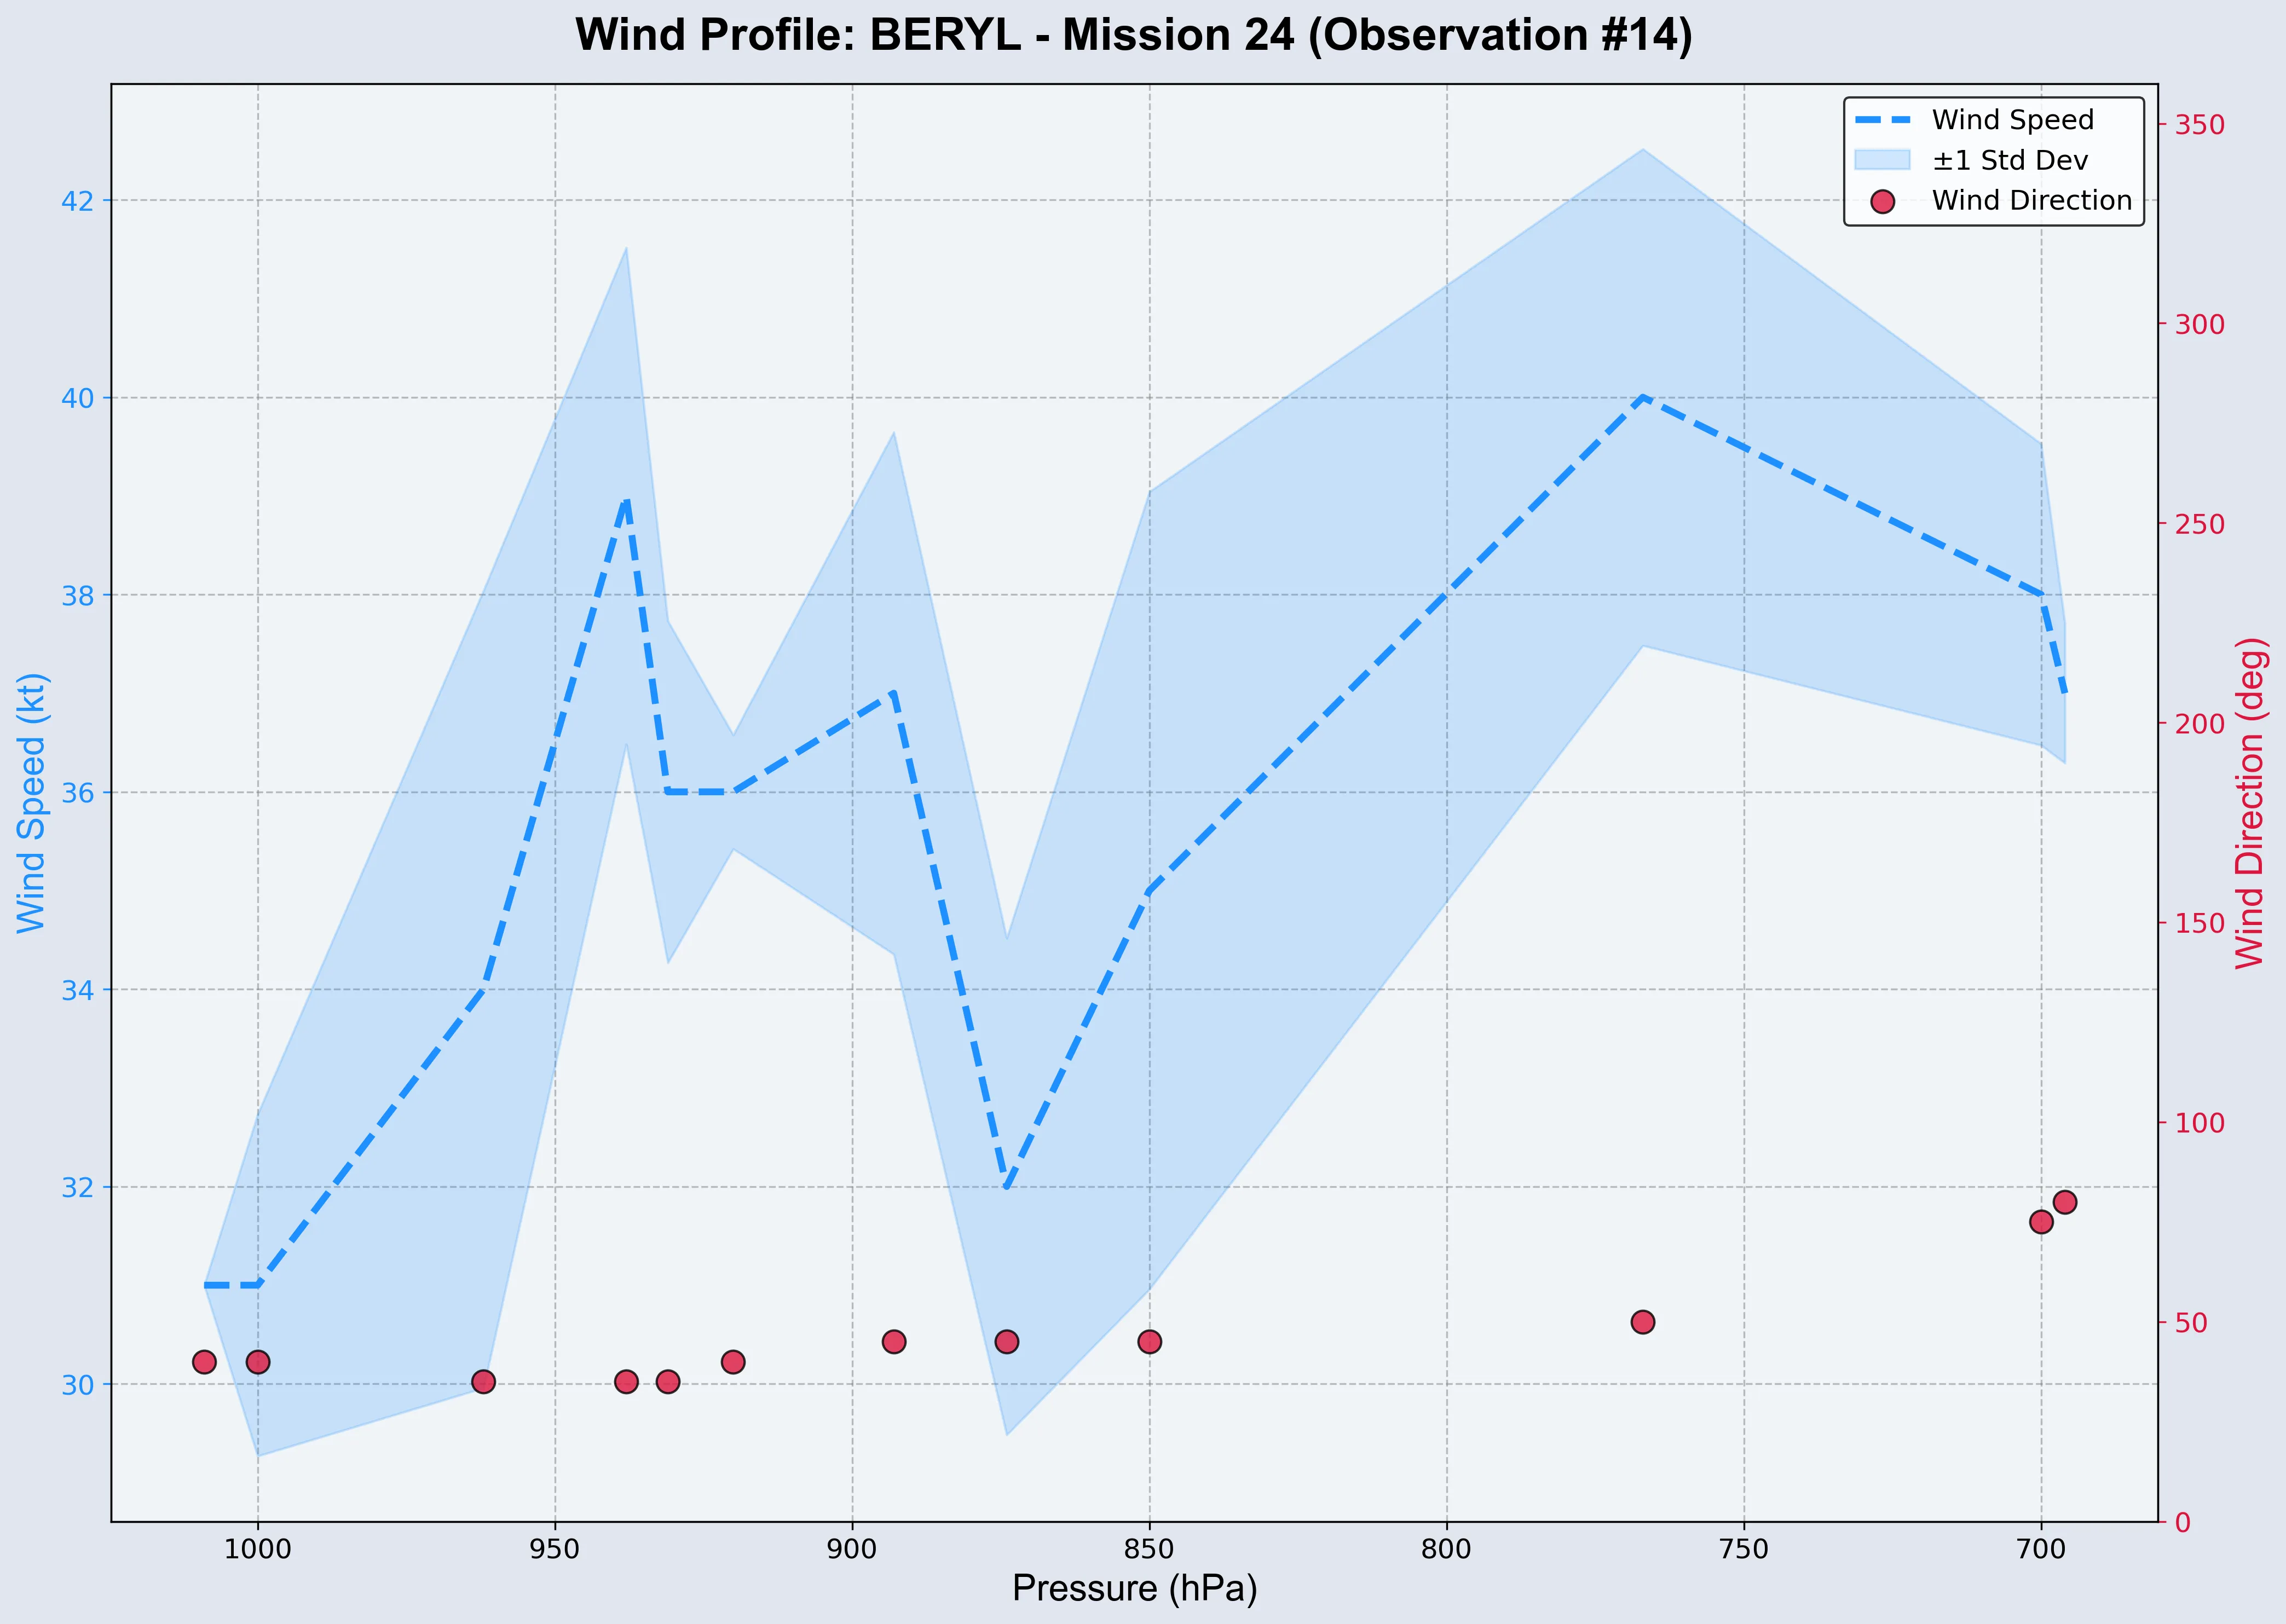 Wind Profile: BERYL - Mission 24 (Observation #14)
Wind Speed
±1 Std Dev
Wind Direction
Wind Speed (kt)
42
40
38
36
34
32
30
350
300
250
200
150
100
50
0
Wind Direction (deg)
1000 950 900 850 800 750 700
Pressure (hPa)